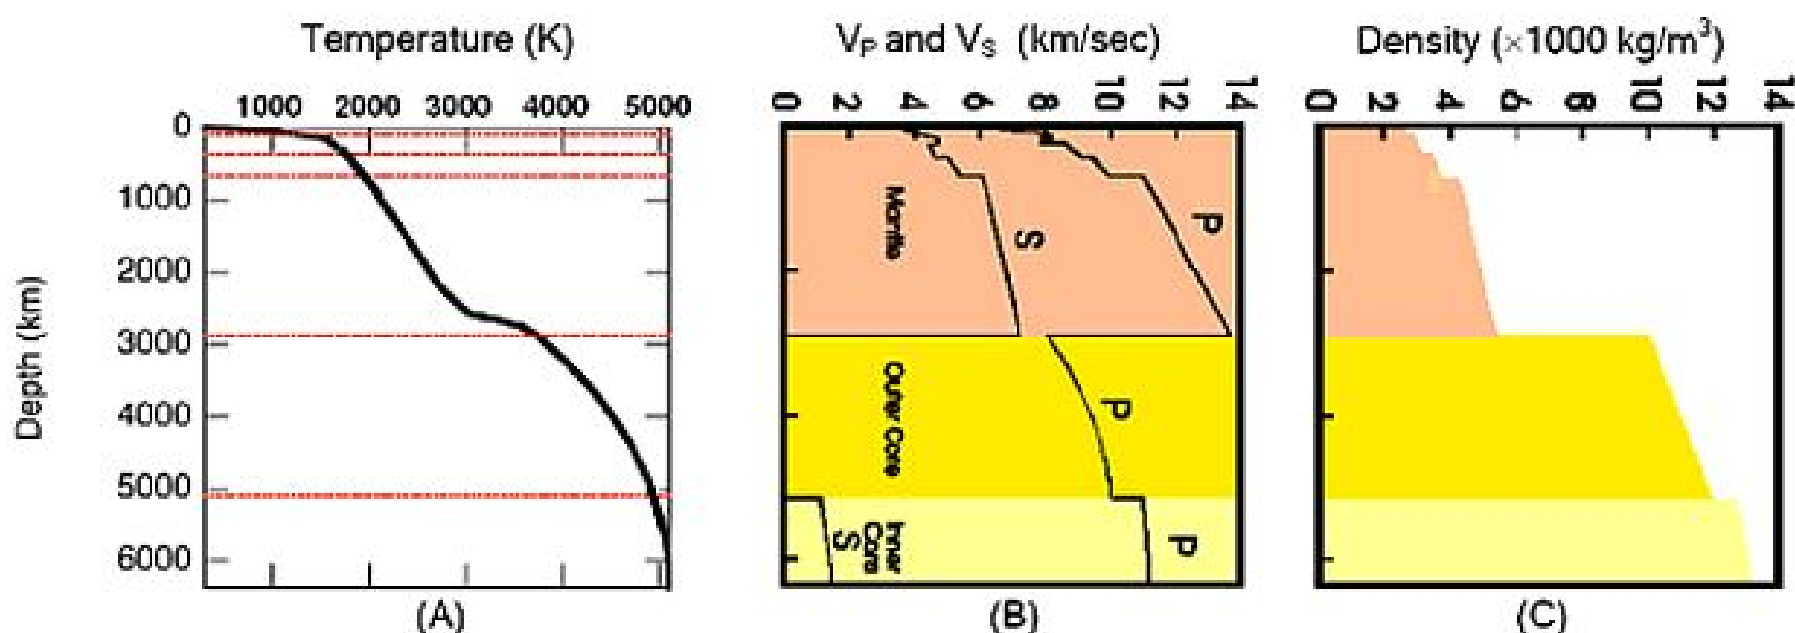 Temperature (K)
1000 2000 3000 4000 5000
0
1000
2000
3000
4000
5000
6000
Depth (km)
(A)
V_P and V_S (km/sec)
0 2 4 6 8 10 12 14
Mantle
S
P
Outer Core
P
Inner
Core
S
P
(B)
Density (×1000 kg/m³)
0 2 4 6 8 10 12 14
(C)